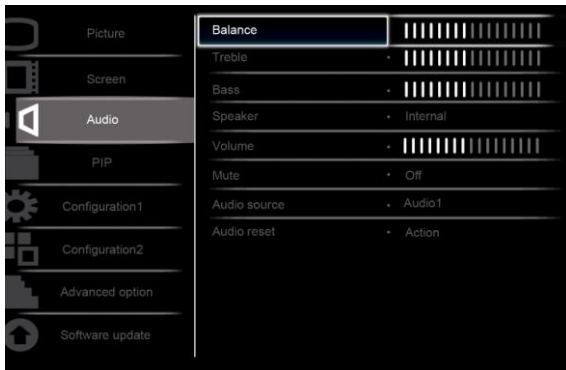 Picture
Screen
Audio
PIP
Configuration1
Configuration2
Advanced option
Software update
Balance
Treble
Bass
Speaker Internal
Volume
Mute Off
Audio source Audio1
Audio reset Action